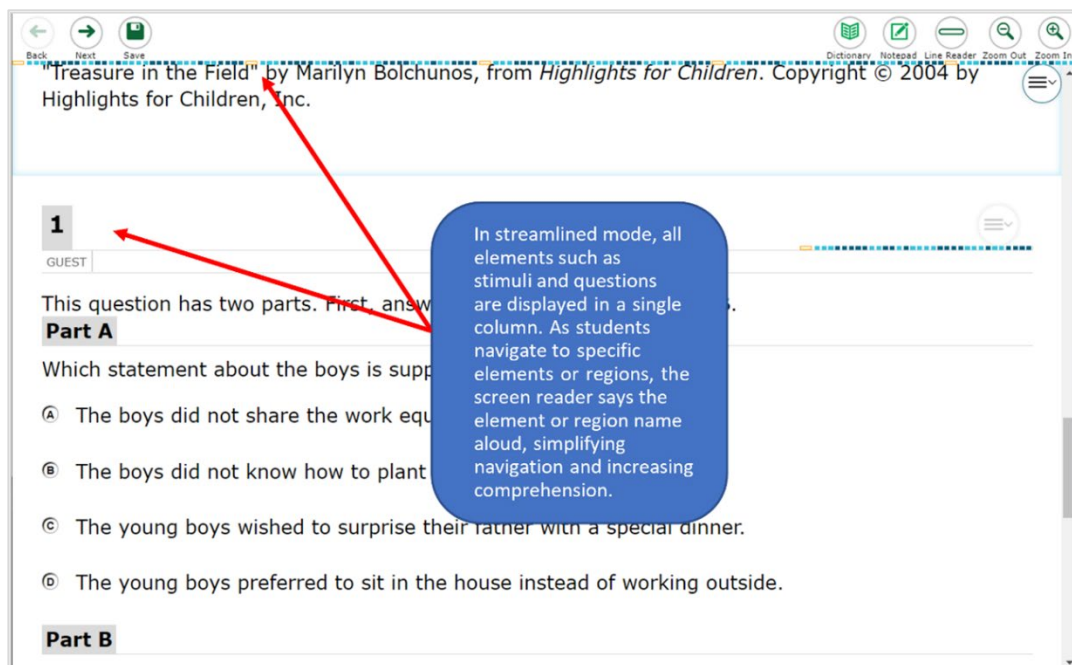 Back Next Save Dictionary Notepad Line Reader Zoom Out Zoom In
"Treasure in the Field" by Marilyn Bolchunos, from Highlights for Children. Copyright © 2004 by
Highlights for Children, Inc.
1
GUEST
This question has two parts. First, answ
Part A
Which statement about the boys is supp
A The boys did not share the work equ
B The boys did not know how to plant
C The young boys wished to surprise their father with a special dinner.
D The young boys preferred to sit in the house instead of working outside.
Part B
In streamlined mode, all
elements such as
stimuli and questions
are displayed in a single
column. As students
navigate to specific
elements or regions, the
screen reader says the
element or region name
aloud, simplifying
navigation and increasing
comprehension.